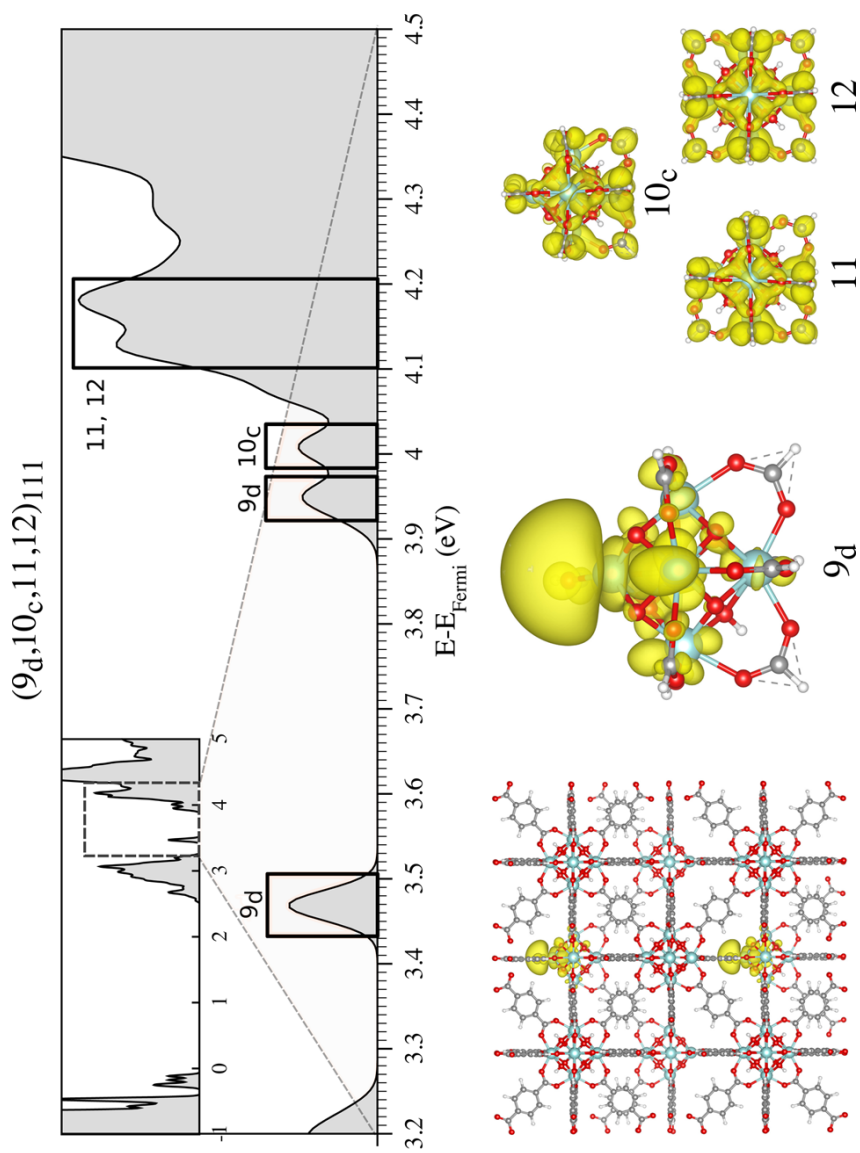 (9d,10c,11,12)111
-1 0 1 2 3 4 5
9d
9d
10c
11, 12
3.2 3.3 3.4 3.5 3.6 3.7 3.8 3.9 4 4.1 4.2 4.3 4.4 4.5
E-EFermi (eV)
9d
10c
11
12